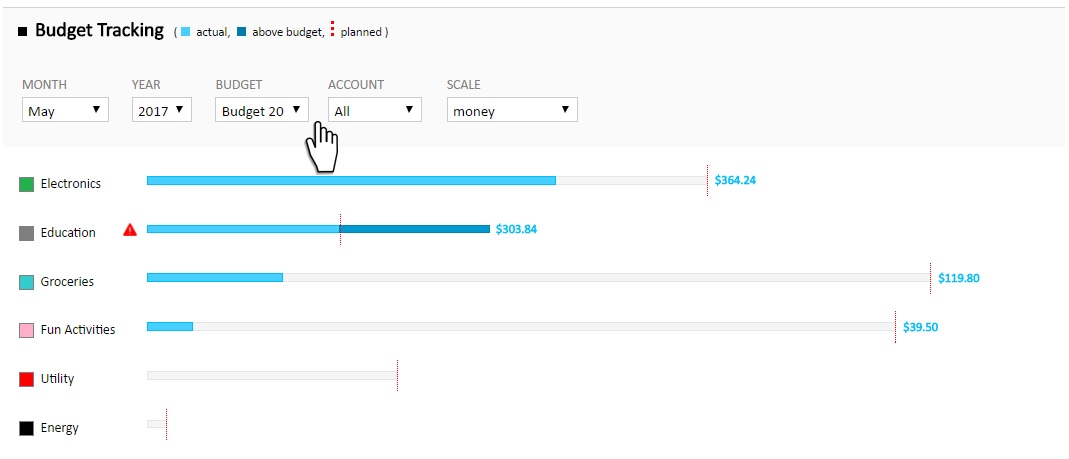 Budget Tracking ( actual, above budget, planned )
MONTH YEAR BUDGET ACCOUNT SCALE
May 2017 Budget 20 All money
Electronics $364.24
Education $303.84
Groceries $119.80
Fun Activities $39.50
Utility
Energy